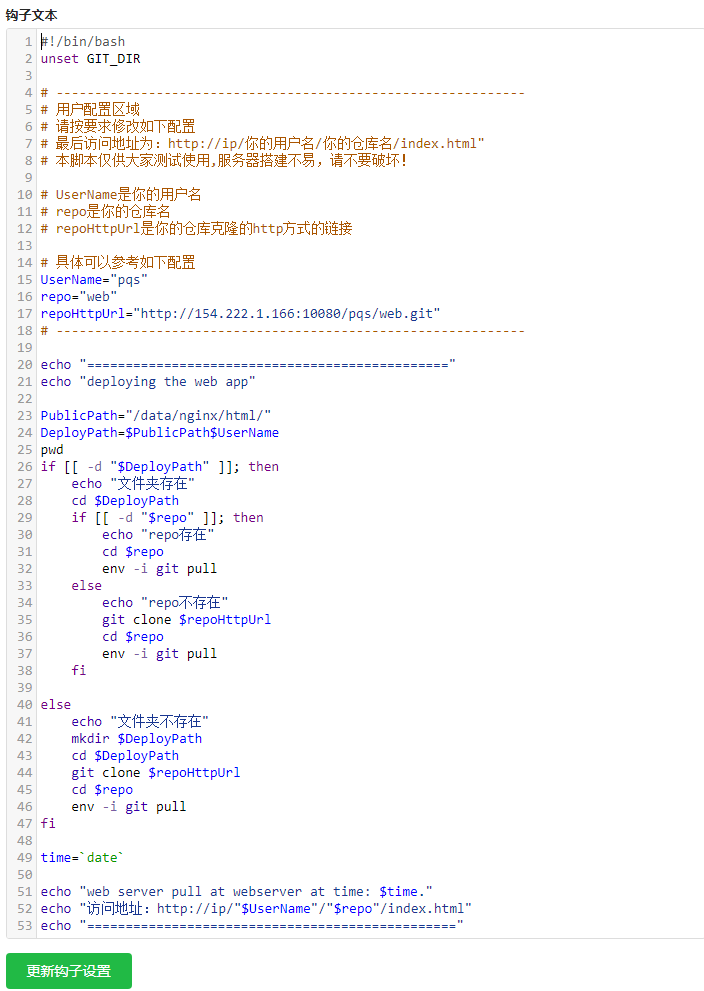 钩子文本
1 #!/bin/bash
2 unset GIT_DIR
3
4 # -------------------------------------------------------------
5 # 用户配置区域
6 # 请按要求修改如下配置
7 # 最后访问地址为：http://ip/你的用户名/你的仓库名/index.html"
8 # 本脚本仅供大家测试使用,服务器搭建不易，请不要破坏!
9
10 # UserName是你的用户名
11 # repo是你的仓库名
12 # repoHttpUrl是你的仓库克隆的http方式的链接
13
14 # 具体可以参考如下配置
15 UserName="pqs"
16 repo="web"
17 repoHttpUrl="http://154.222.1.166:10080/pqs/web.git"
18 # -------------------------------------------------------------
19
20 echo "==============================================="
21 echo "deploying the web app"
22
23 PublicPath="/data/nginx/html/"
24 DeployPath=$PublicPath$UserName
25 pwd
26 if [[ -d "$DeployPath" ]]; then
27     echo "文件夹存在"
28     cd $DeployPath
29     if [[ -d "$repo" ]]; then
30         echo "repo存在"
31         cd $repo
32         env -i git pull
33     else
34         echo "repo不存在"
35         git clone $repoHttpUrl
36         cd $repo
37         env -i git pull
38     fi
39
40 else
41     echo "文件夹不存在"
42     mkdir $DeployPath
43     cd $DeployPath
44     git clone $repoHttpUrl
45     cd $repo
46     env -i git pull
47 fi
48
49 time=`date`
50
51 echo "web server pull at webserver at time: $time."
52 echo "访问地址：http://ip/"$UserName"/"$repo"/index.html"
53 echo "================================================"
更新钩子设置